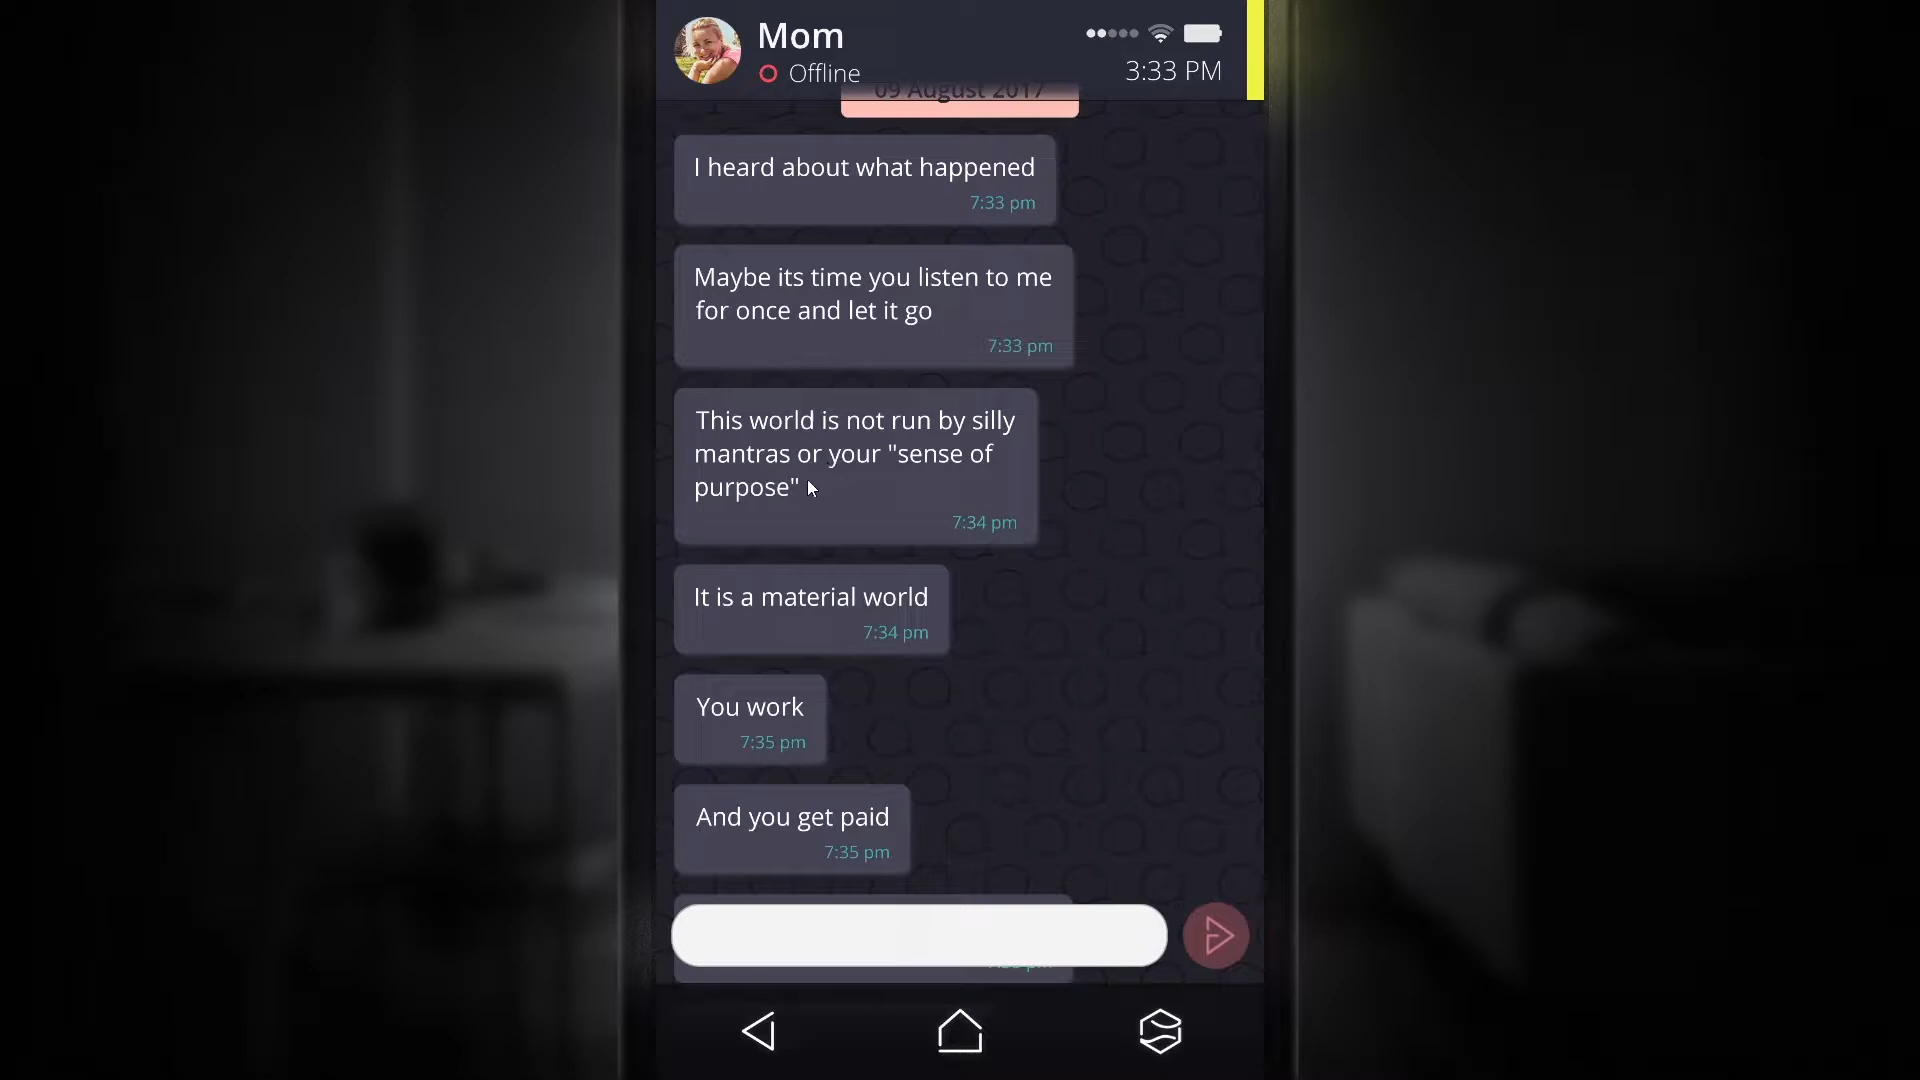 Mom
Offline
3:33 PM
09 August 2017
I heard about what happened
7:33 pm
Maybe its time you listen to me
for once and let it go
7:33 pm
This world is not run by silly
mantras or your "sense of
purpose"
7:34 pm
It is a material world
7:34 pm
You work
7:35 pm
And you get paid
7:35 pm